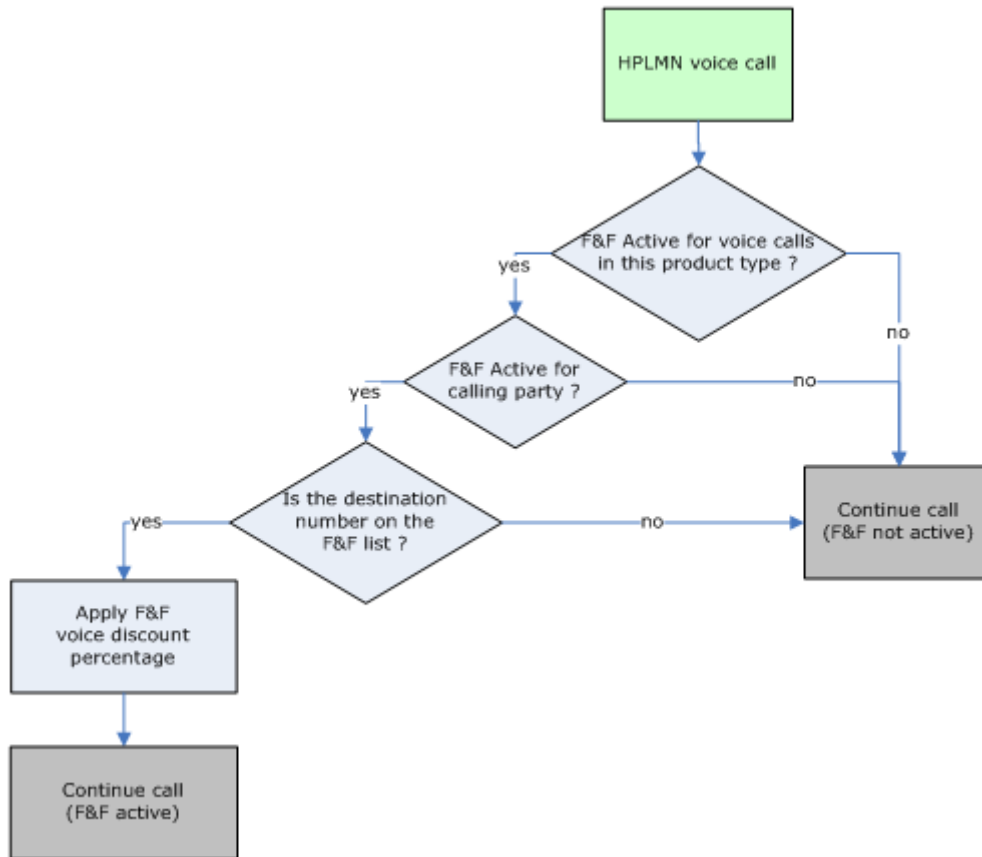 HPLMN voice call
F&F Active for voice calls
in this product type ?
yes
no
F&F Active for
calling party ?
yes
no
Is the destination
number on the
F&F list ?
yes
no
Continue call
(F&F not active)
Apply F&F
voice discount
percentage
Continue call
(F&F active)